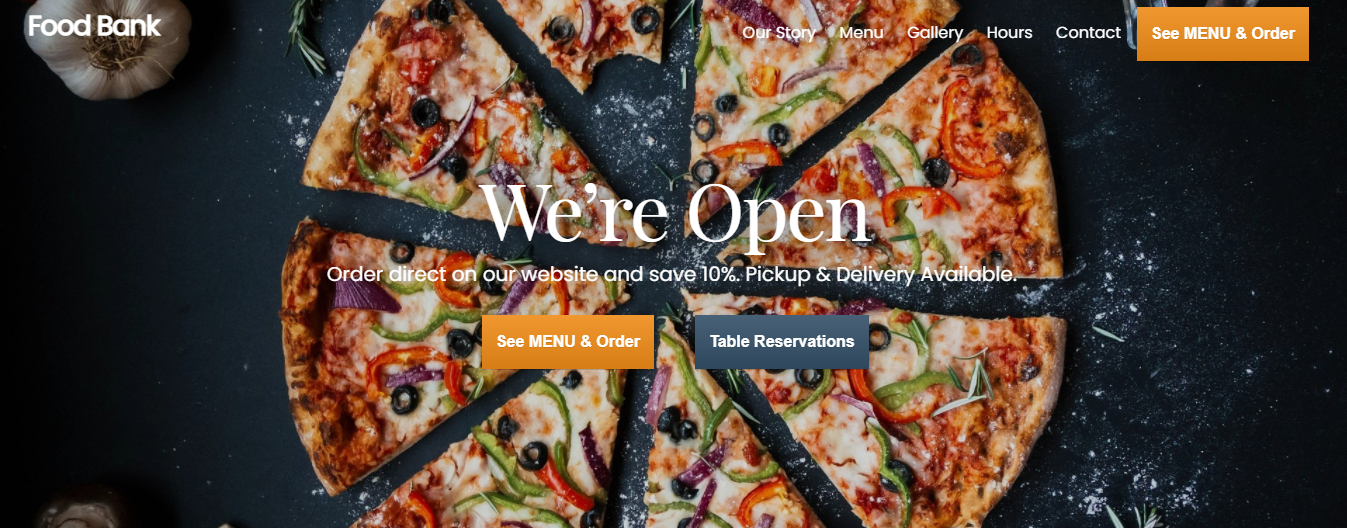 Food Bank
Our Story Menu Gallery Hours Contact See MENU & Order
We’re Open
Order direct on our website and save 10%. Pickup & Delivery Available.
See MENU & Order Table Reservations